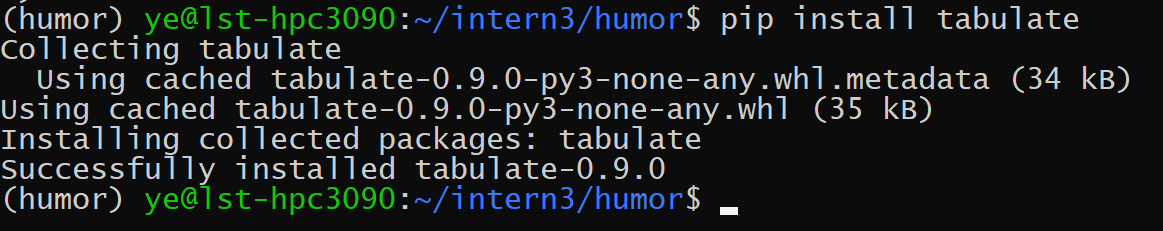 (humor) ye@lst-hpc3090:~/intern3/humor$ pip install tabulate
Collecting tabulate
  Using cached tabulate-0.9.0-py3-none-any.whl.metadata (34 kB)
Using cached tabulate-0.9.0-py3-none-any.whl (35 kB)
Installing collected packages: tabulate
Successfully installed tabulate-0.9.0
(humor) ye@lst-hpc3090:~/intern3/humor$